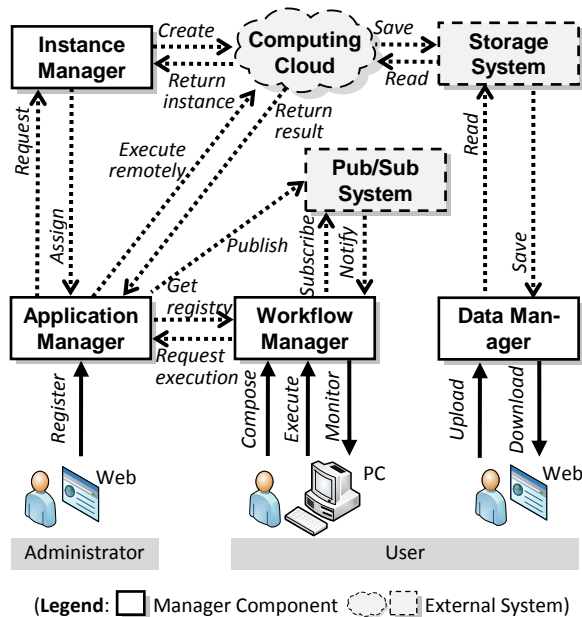 Instance
Manager
Create
Return
instance
Computing
Cloud
Save
Read
Storage
System
Request
Assign
Execute
remotely
Return
result
Pub/Sub
System
Read
Save
Publish
Subscribe
Notify
Application
Manager
Get
registry
Request
execution
Workflow
Manager
Data Man-
ager
Register
Compose
Execute
Monitor
Upload
Download
Web
PC
Web
Administrator
User
(Legend: Manager Component External System)